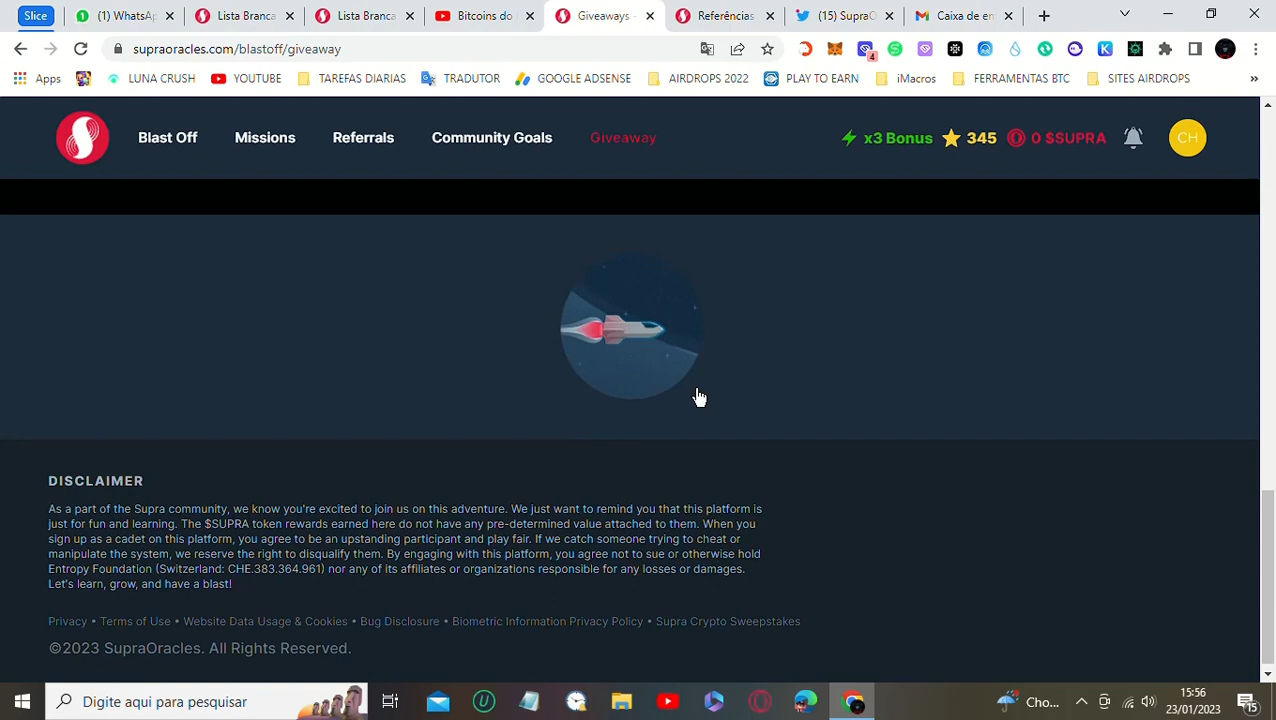 Slice
(1) WhatsAp
Lista Branca
Lista Branca
Bitcoins do
Giveaways -
Referências
(15) SupraO
Caixa de en
supraoracles.com/blastoff/giveaway
4
Apps
LUNA CRUSH
YOUTUBE
TAREFAS DIARIAS
TRADUTOR
GOOGLE ADSENSE
AIRDROPS 2022
PLAY TO EARN
iMacros
FERRAMENTAS BTC
SITES AIRDROPS
Blast Off
Missions
Referrals
Community Goals
Giveaway
x3 Bonus
345
0 $SUPRA
CH
DISCLAIMER
As a part of the Supra community, we know you're excited to join us on this adventure. We just want to remind you that this platform is
just for fun and learning. The $SUPRA token rewards earned here do not have any pre-determined value attached to them. When you
sign up as a cadet on this platform, you agree to be an upstanding participant and play fair. If we catch someone trying to cheat or
manipulate the system, we reserve the right to disqualify them. By engaging with this platform, you agree not to sue or otherwise hold
Entropy Foundation (Switzerland: CHE.383.364.961) nor any of its affiliates or organizations responsible for any losses or damages.
Let's learn, grow, and have a blast!
Privacy • Terms of Use • Website Data Usage & Cookies • Bug Disclosure • Biometric Information Privacy Policy • Supra Crypto Sweepstakes
©2023 SupraOracles. All Rights Reserved.
Digite aqui para pesquisar
Cho...
15:56
23/01/2023
15